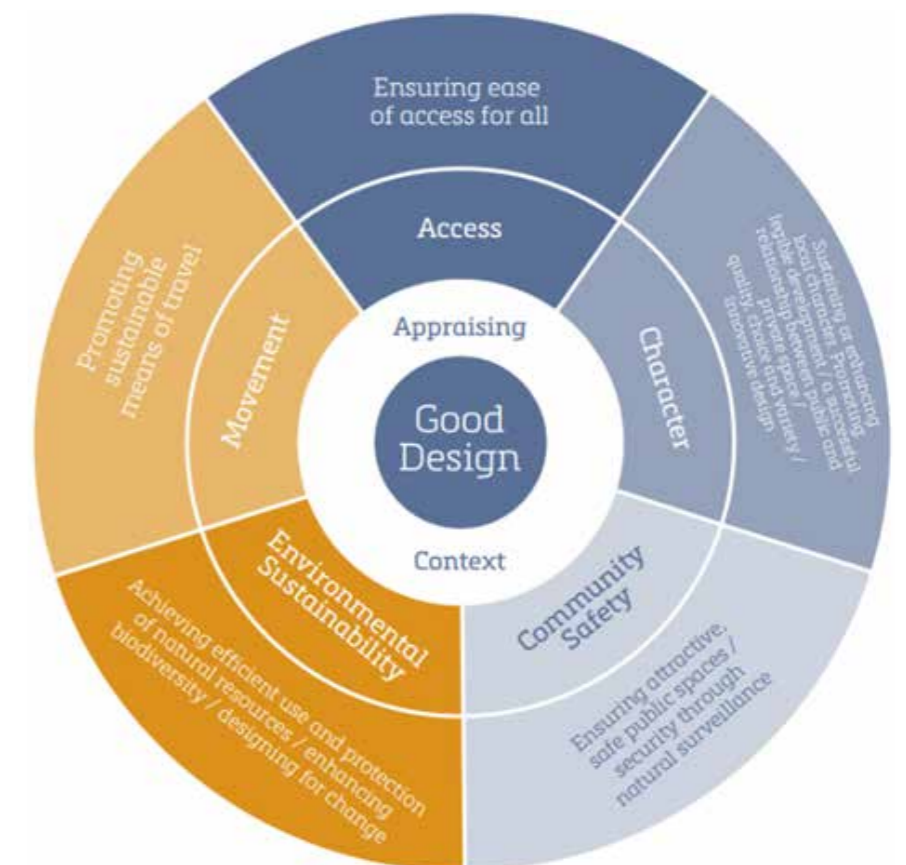 Ensuring ease
of access for all
Access
Sustaining or enhancing
local character. Promoting
legible development / a successful
relationship between public and
private space /
quality, choice and variety /
innovative design
Character
Ensuring attractive,
safe public spaces /
security through
natural surveillance
Community
Safety
Achieving efficient use and protection
of natural resources / enhancing
biodiversity / designing for change
Environmental
Sustainability
Promoting
sustainable
means of travel
Movement
Appraising
Good
Design
Context